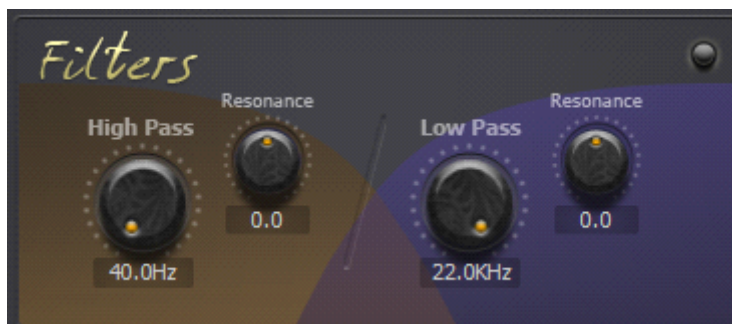 Filters
High Pass
Resonance
40.0Hz
0.0
Low Pass
Resonance
22.0KHz
0.0